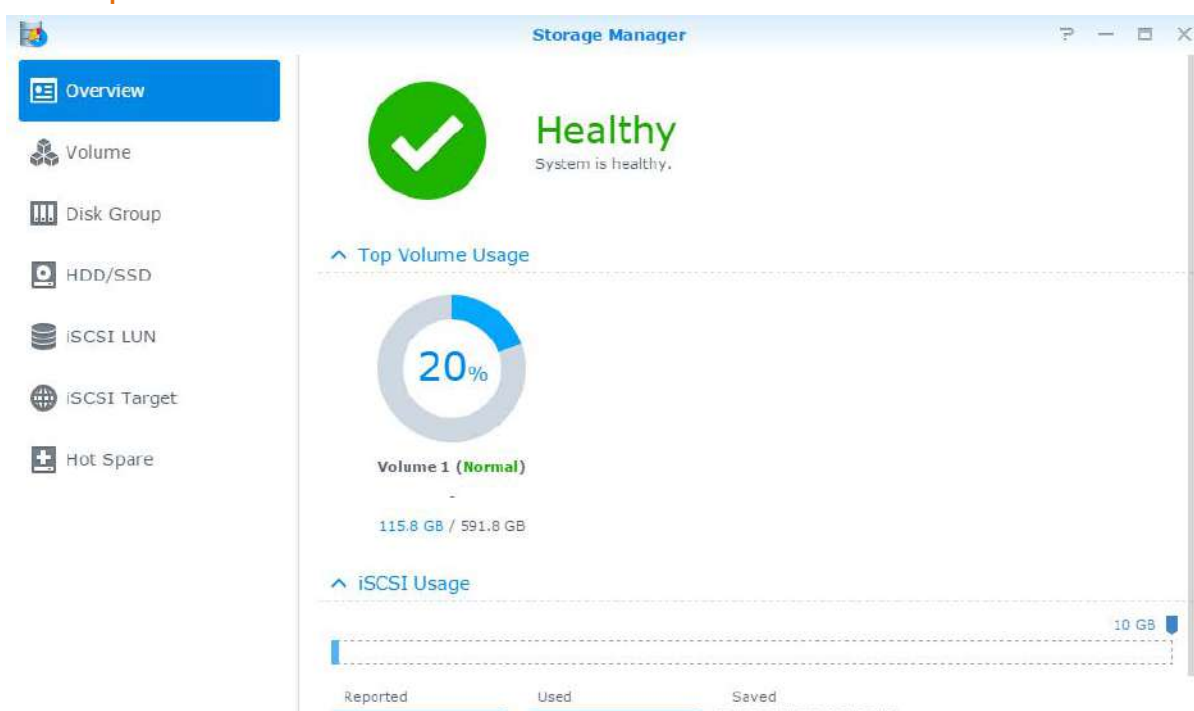 Storage Manager
Overview
Volume
Disk Group
HDD/SSD
iSCSI LUN
iSCSI Target
Hot Spare
Healthy
System is healthy.
Top Volume Usage
20%
Volume 1 (Normal)
-
115.8 GB / 591.8 GB
iSCSI Usage
10 GB
Reported Used Saved